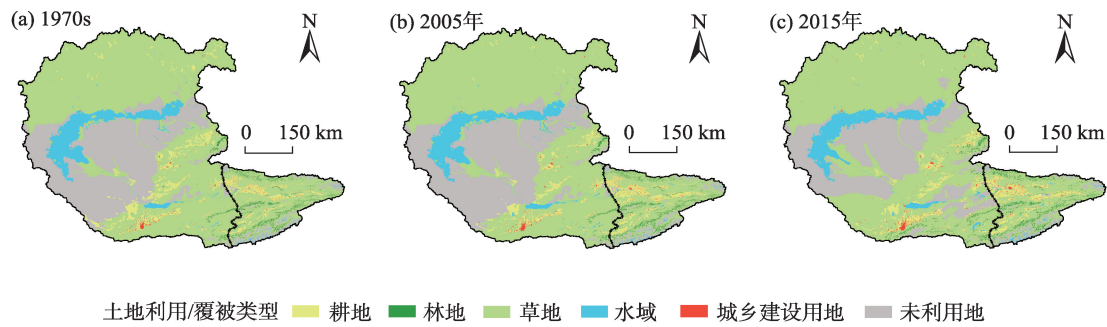 (a) 1970s
N
0 150 km
(b) 2005年
N
0 150 km
(c) 2015年
N
0 150 km
土地利用/覆被类型 耕地 林地 草地 水域 城乡建设用地 未利用地